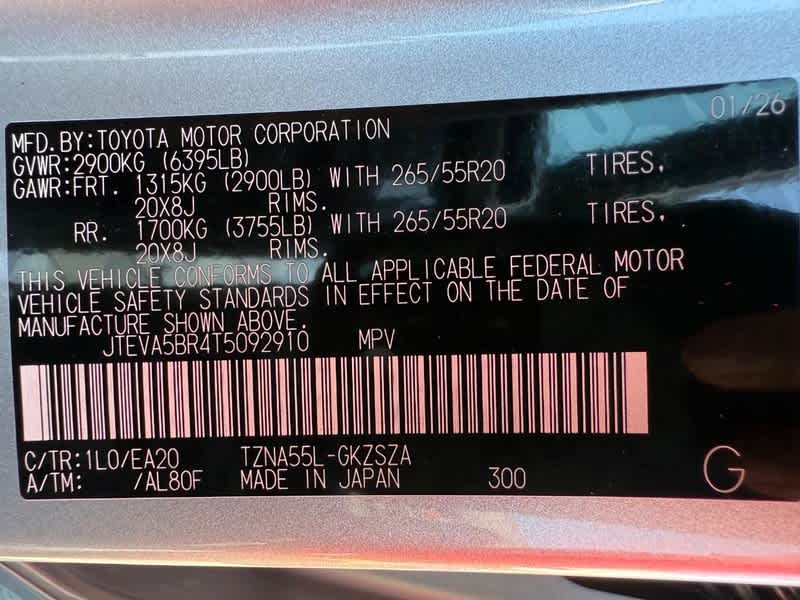 01/26
MFD.BY:TOYOTA MOTOR CORPORATION
GVWR:2900KG (6395LB)
GAWR:FRT. 1315KG (2900LB) WITH 265/55R20 TIRES,
20X8J RIMS.
RR. 1700KG (3755LB) WITH 265/55R20 TIRES,
20X8J RIMS.
THIS VEHICLE CONFORMS TO ALL APPLICABLE FEDERAL MOTOR
VEHICLE SAFETY STANDARDS IN EFFECT ON THE DATE OF
MANUFACTURE SHOWN ABOVE.
JTEVA5BR4T5092910 MPV
C/TR:1L0/EA20 TZNA55L-GKZSZA
A/TM: /AL80F MADE IN JAPAN 300 G